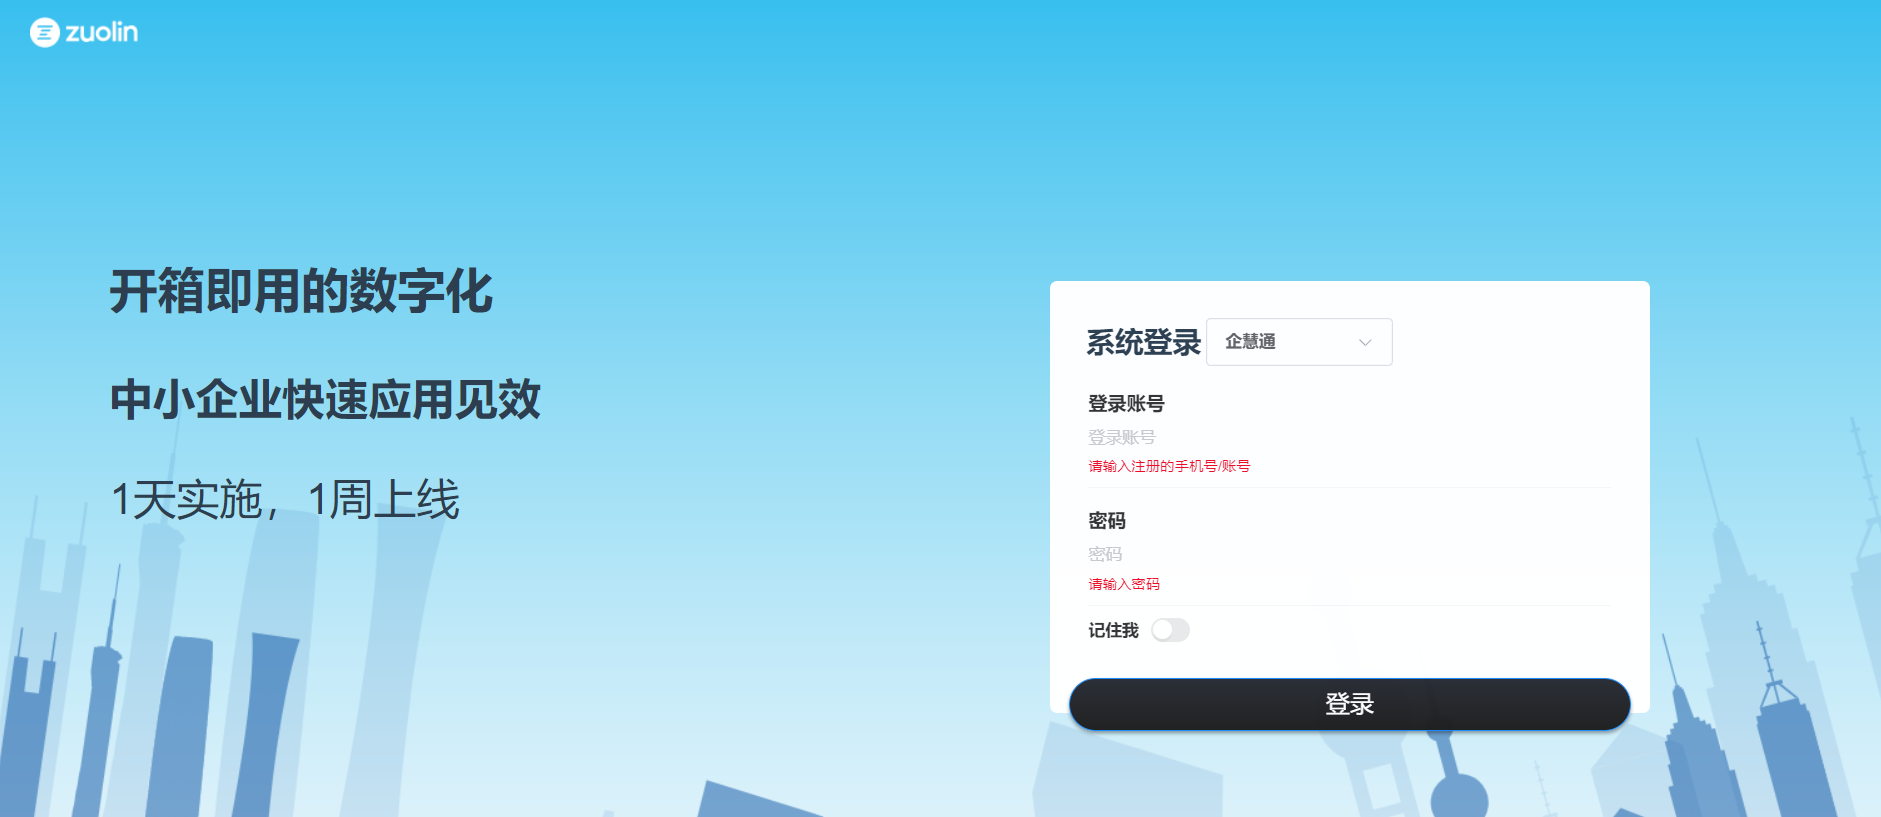 zuolin
开箱即用的数字化
中小企业快速应用见效
1天实施，1周上线
系统登录 企慧通
登录账号
登录账号
请输入注册的手机号/账号
密码
密码
请输入密码
记住我
登录